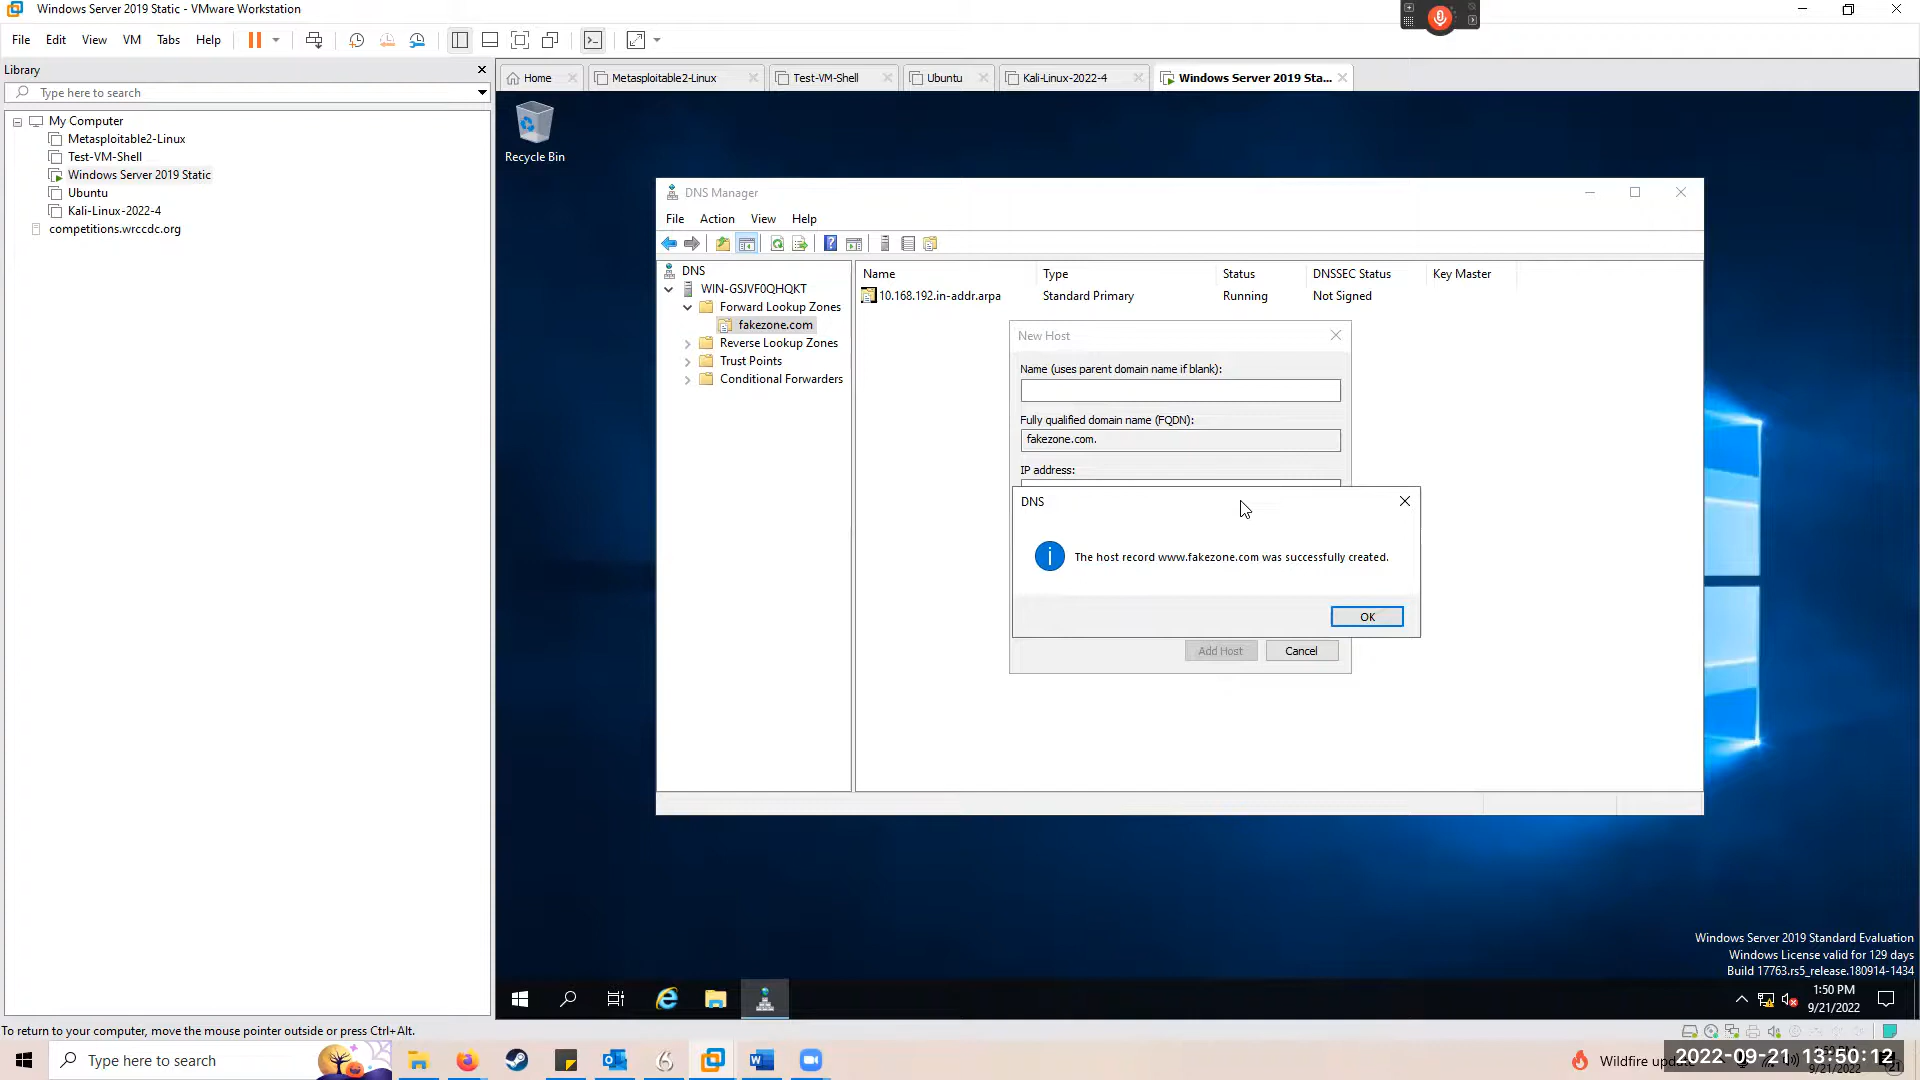 Windows Server 2019 Static - VMware Workstation
File Edit View VM Tabs Help
Library
Type here to search
My Computer
Metasploitable2-Linux
Test-VM-Shell
Windows Server 2019 Static
Ubuntu
Kali-Linux-2022-4
competitions.wrccdc.org
Home Metasploitable2-Linux Test-VM-Shell Ubuntu Kali-Linux-2022-4 Windows Server 2019 Sta...
Recycle Bin
DNS Manager
File Action View Help
DNS
WIN-GSJVF0QHQKT
Forward Lookup Zones
fakezone.com
Reverse Lookup Zones
Trust Points
Conditional Forwarders
Name Type Status DNSSEC Status Key Master
10.168.192.in-addr.arpa Standard Primary Running Not Signed
New Host
Name (uses parent domain name if blank):
Fully qualified domain name (FQDN):
fakezone.com.
IP address:
DNS
The host record www.fakezone.com was successfully created.
OK
Add Host Cancel
Windows Server 2019 Standard Evaluation
Windows License valid for 129 days
Build 17763.rs5_release.180914-1434
1:50 PM
9/21/2022
To return to your computer, move the mouse pointer outside or press Ctrl+Alt.
Type here to search
Wildfire
2022-09-21 13:50:12
9/21/2022